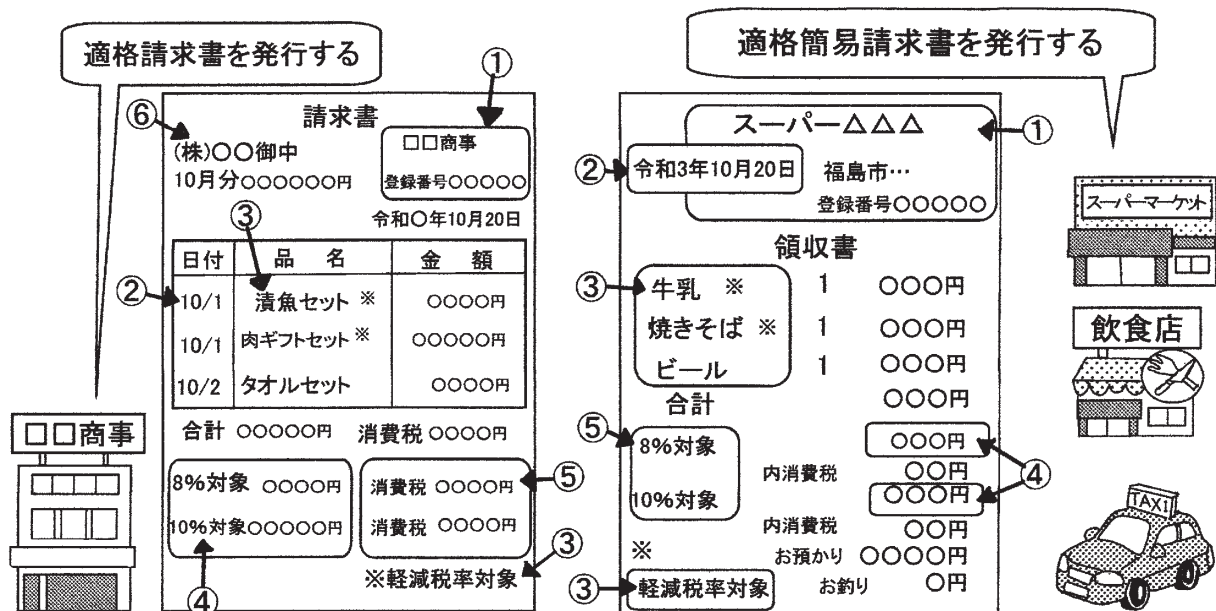 適格請求書を発行する
適格簡易請求書を発行する
①
⑥
請求書
(株)○○御中
10月分○○○○○○円
□□商事
登録番号○○○○○
令和○年10月20日
③
日付 品 名 金 額
②
10/1 漬魚セット ※ ○○○○円
10/1 肉ギフトセット※ ○○○○○円
10/2 タオルセット ○○○○円
合計 ○○○○○円 消費税 ○○○○円
8%対象 ○○○○円 消費税 ○○○○円
⑤
10%対象○○○○○円 消費税 ○○○○円
④
※軽減税率対象
③
□□商事
スーパー△△△
①
②
令和3年10月20日 福島市…
登録番号○○○○○
領収書
③
牛乳 ※ 1 ○○○円
焼きそば ※ 1 ○○○円
ビール 1 ○○○円
合計 ○○○円
⑤
8%対象 ○○○円
内消費税 ○○円
④
10%対象 ○○○円
内消費税 ○○円
※ お預かり ○○○○円
③
軽減税率対象 お釣り ○円
スーパーマーケット
飲食店
TAXI